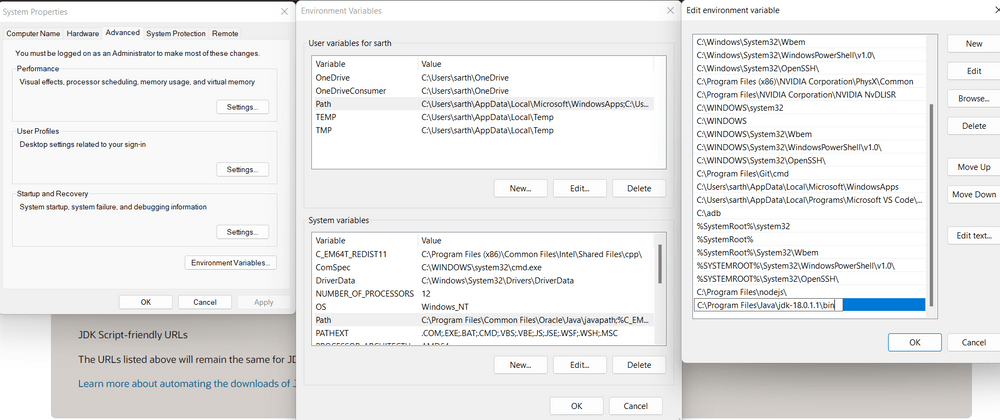 System Properties
Computer Name Hardware Advanced System Protection Remote
You must be logged on as an Administrator to make most of these changes.
Performance
Visual effects, processor scheduling, memory usage, and virtual memory
Settings...
User Profiles
Desktop settings related to your sign-in
Settings...
Startup and Recovery
System startup, system failure, and debugging information
Settings...
Environment Variables...
OK Cancel Apply
JDK Script-friendly URLs
The URLs listed above will remain the same for JD
Learn more about automating the downloads of J
Environment Variables
User variables for sarth
Variable Value
OneDrive C:\Users\sarth\OneDrive
OneDriveConsumer C:\Users\sarth\OneDrive
Path C:\Users\sarth\AppData\Local\Microsoft\WindowsApps;C:\Us...
TEMP C:\Users\sarth\AppData\Local\Temp
TMP C:\Users\sarth\AppData\Local\Temp
New... Edit... Delete
System variables
Variable Value
C_EM64T_REDIST11 C:\Program Files (x86)\Common Files\Intel\Shared Files\cpp\
ComSpec C:\WINDOWS\system32\cmd.exe
DriverData C:\Windows\System32\Drivers\DriverData
NUMBER_OF_PROCESSORS 12
OS Windows_NT
Path C:\Program Files\Common Files\Oracle\Java\javapath;%C_EM...
PATHEXT .COM;.EXE;.BAT;.CMD;.VBS;.VBE;.JS;.JSE;.WSF;.WSH;.MSC
New... Edit... Delete
OK Cancel
Edit environment variable
C:\Windows\System32\Wbem
C:\Windows\System32\WindowsPowerShell\v1.0\
C:\Windows\System32\OpenSSH\
C:\Program Files (x86)\NVIDIA Corporation\PhysX\Common
C:\Program Files\NVIDIA Corporation\NVIDIA NvDLISR
C:\WINDOWS\system32
C:\WINDOWS
C:\WINDOWS\System32\Wbem
C:\WINDOWS\System32\WindowsPowerShell\v1.0\
C:\WINDOWS\System32\OpenSSH\
C:\Program Files\Git\cmd
C:\Users\sarth\AppData\Local\Microsoft\WindowsApps
C:\Users\sarth\AppData\Local\Programs\Microsoft VS Code\...
C:\adb
%SystemRoot%\system32
%SystemRoot%
%SystemRoot%\System32\Wbem
%SYSTEMROOT%\System32\WindowsPowerShell\v1.0\
%SYSTEMROOT%\System32\OpenSSH\
C:\Program Files\nodejs\
C:\Program Files\Java\jdk-18.0.1.1\bin
New
Edit
Browse...
Delete
Move Up
Move Down
Edit text...
OK Cancel